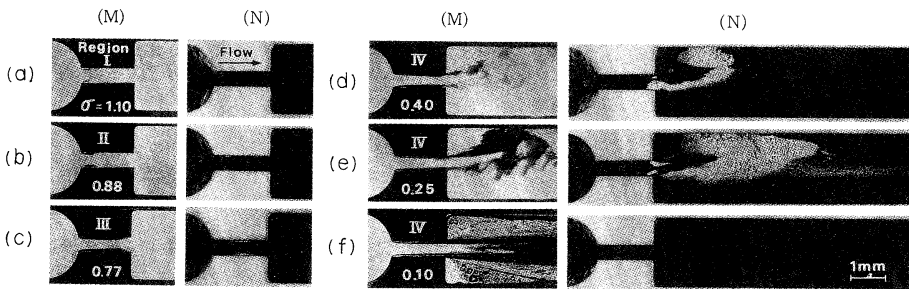 (M) (N) (M) (N)
(a) Region I σ = 1.10 Flow
(b) II 0.88
(c) III 0.77
(d) IV 0.40
(e) IV 0.25
(f) IV 0.10
1mm